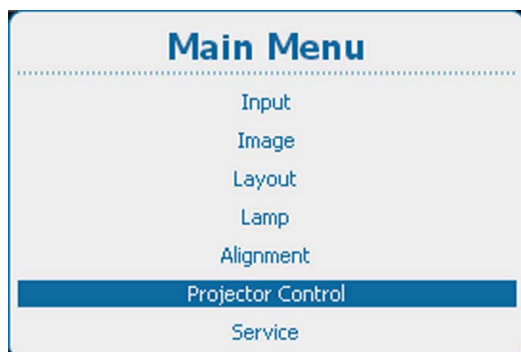 Main Menu
Input
Image
Layout
Lamp
Alignment
Projector Control
Service